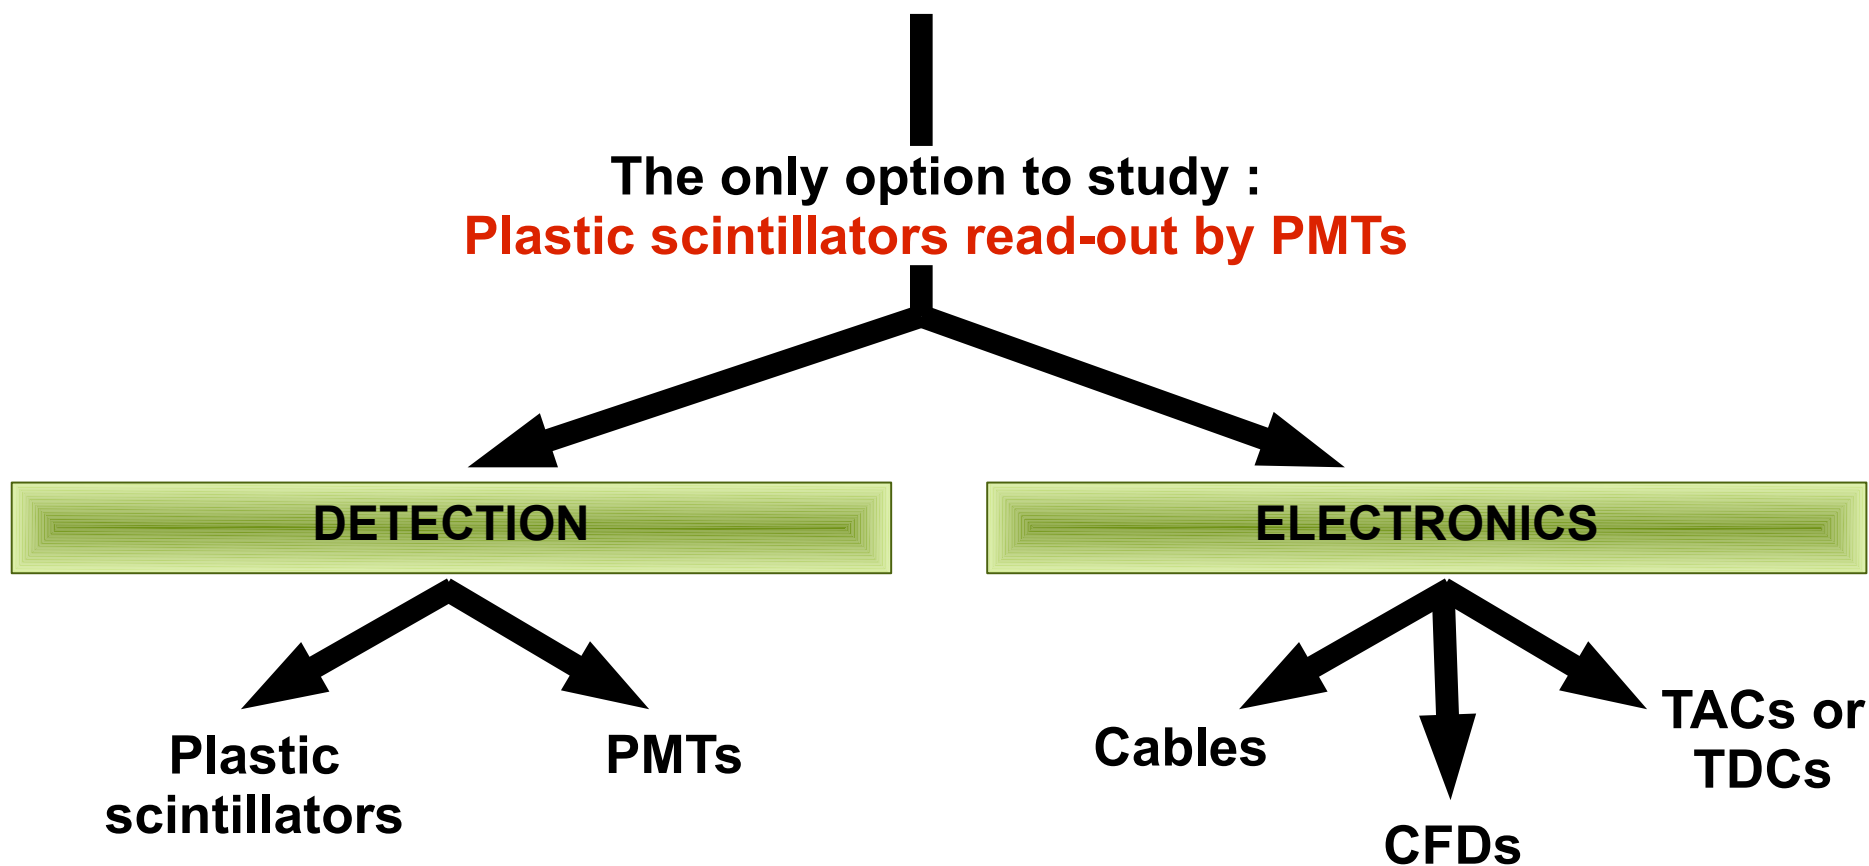 The only option to study :
Plastic scintillators read-out by PMTs
DETECTION
ELECTRONICS
Plastic
scintillators
PMTs
Cables
CFDs
TACs or
TDCs